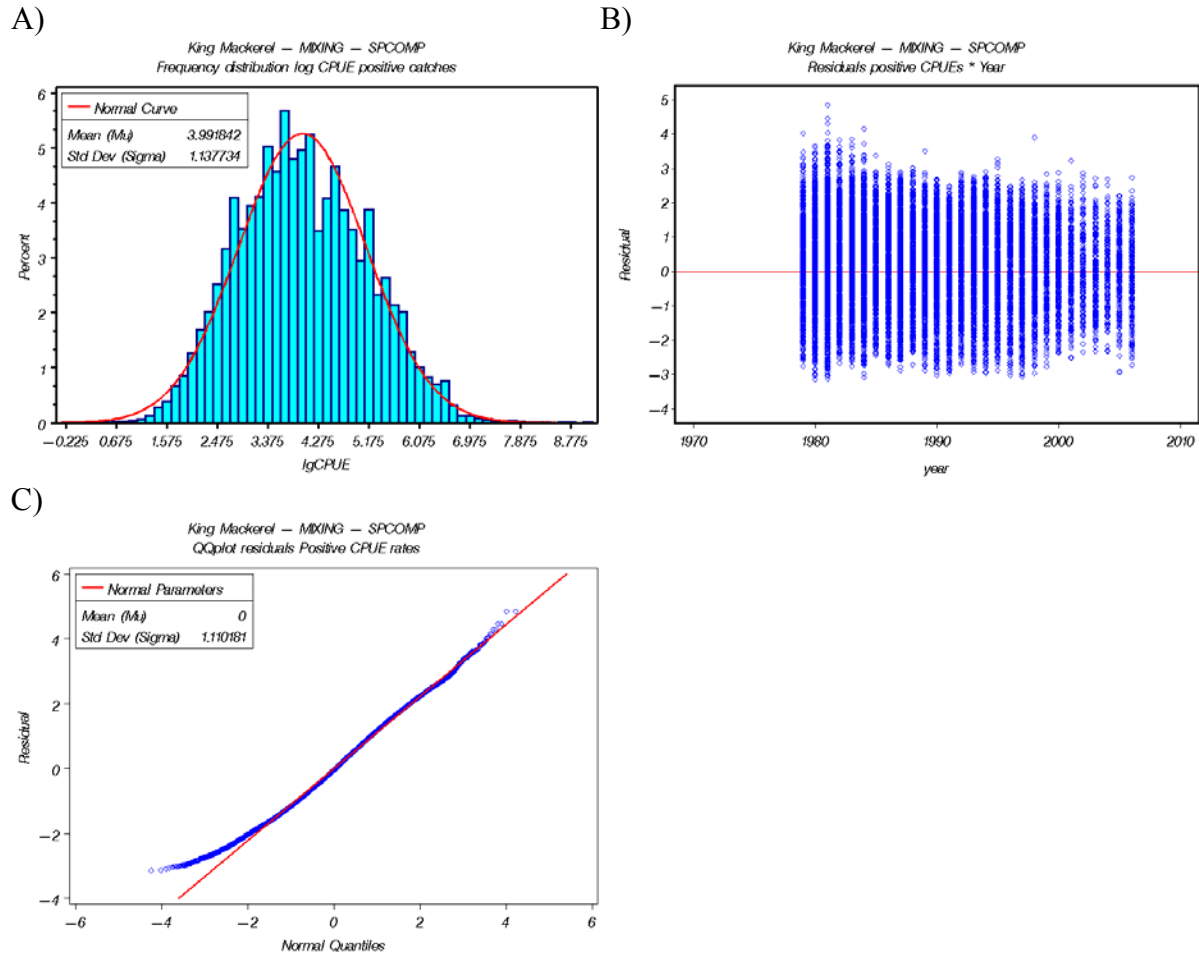 A)
King Mackerel – MIXING – SPCOMP
Frequency distribution log CPUE positive catches
Normal Curve
Mean (Mu) 3.991842
Std Dev (Sigma) 1.137734
6
5
4
3
2
1
0
Percent
−0.225 0.675 1.575 2.475 3.375 4.275 5.175 6.075 6.975 7.875 8.775
lgCPUE
B)
King Mackerel – MIXING – SPCOMP
Residuals positive CPUEs * Year
5
4
3
2
1
0
−1
−2
−3
−4
Residual
1970 1980 1990 2000 2010
year
C)
King Mackerel – MIXING – SPCOMP
QQplot residuals Positive CPUE rates
Normal Parameters
Mean (Mu) 0
Std Dev (Sigma) 1.110181
6
4
2
0
−2
−4
Residual
−6 −4 −2 0 2 4 6
Normal Quantiles